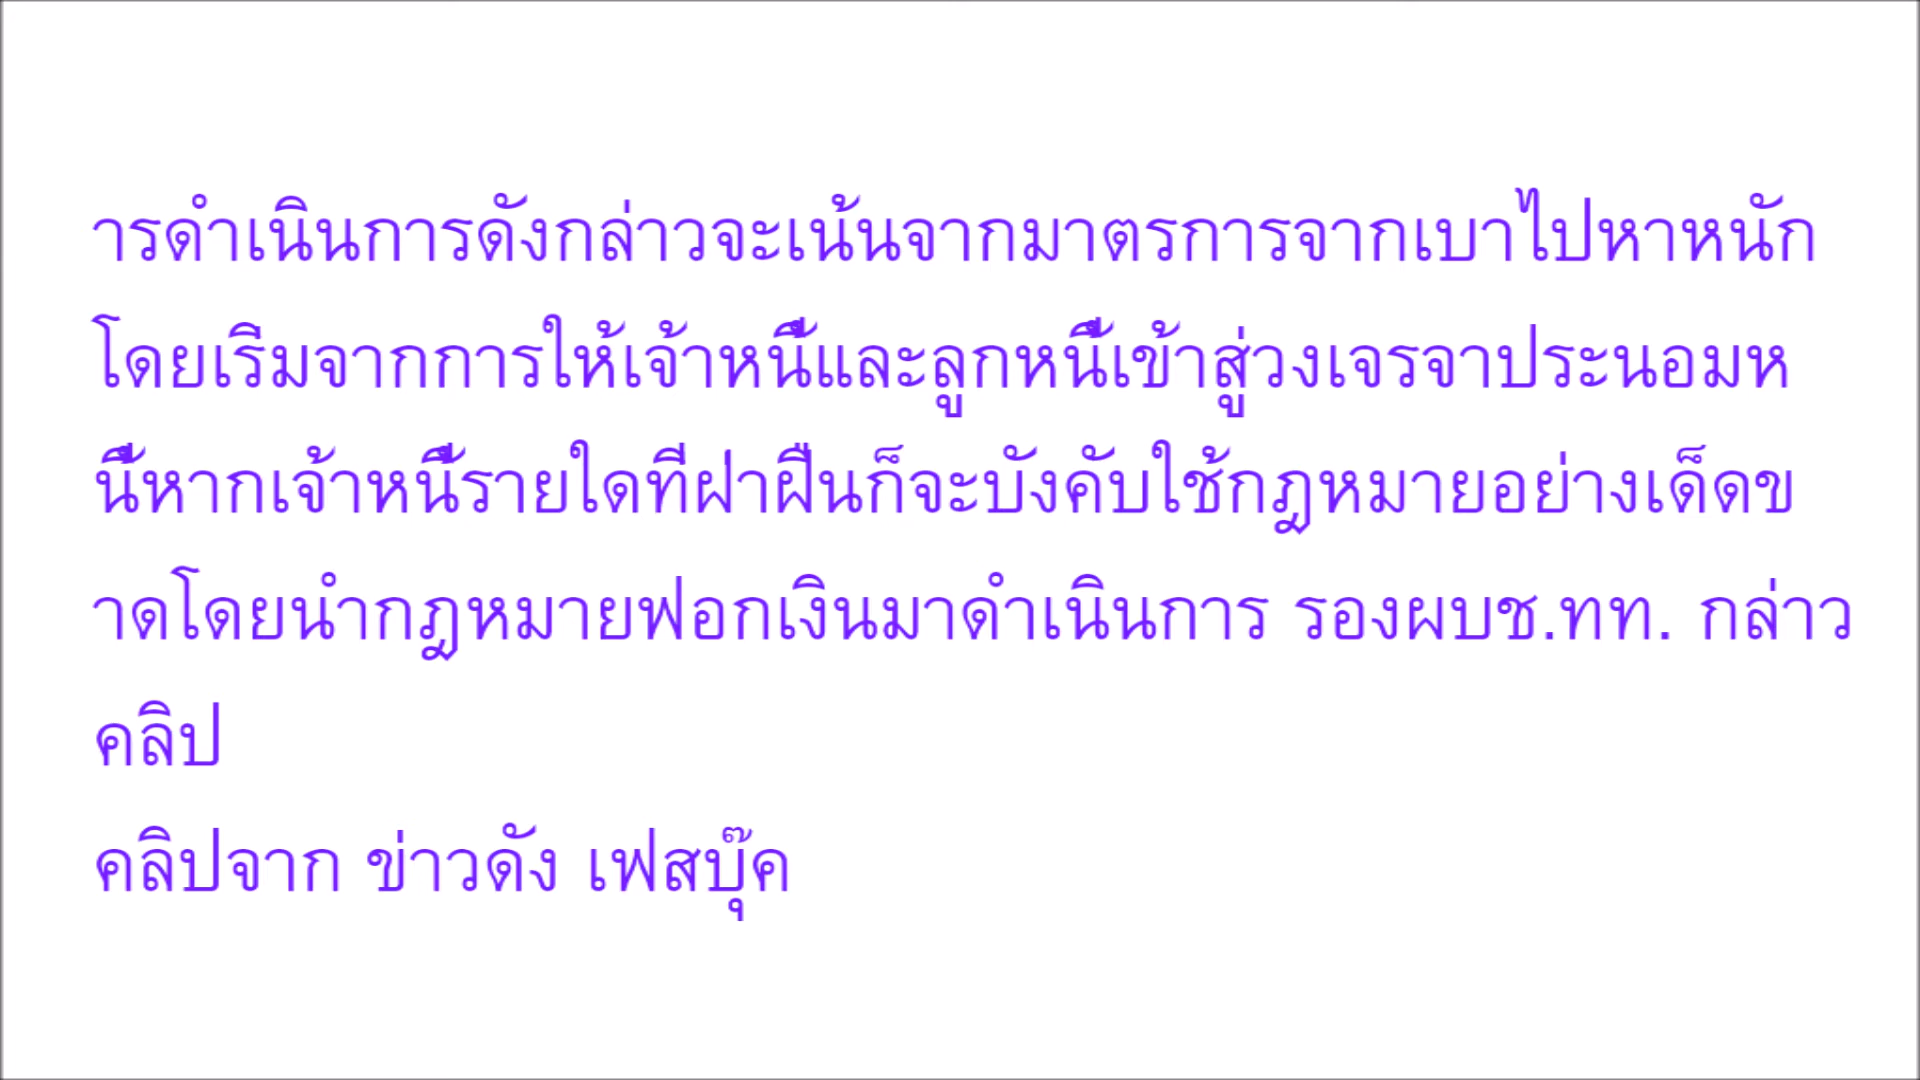 ารดำเนินการดังกล่าวจะเน้นจากมาตรการจากเบาไปหาหนัก
โดยเริ่มจากการให้เจ้าหนี้และลูกหนี้เข้าสู่วงเจรจาประนอมห
นี้หากเจ้าหนี้รายใดที่ฝ่าฝืนก็จะบังคับใช้กฎหมายอย่างเด็ดข
าดโดยนำกฎหมายฟอกเงินมาดำเนินการ รองผบช.ทท. กล่าว
คลิป
คลิปจาก ข่าวดัง เฟสบุ๊ค